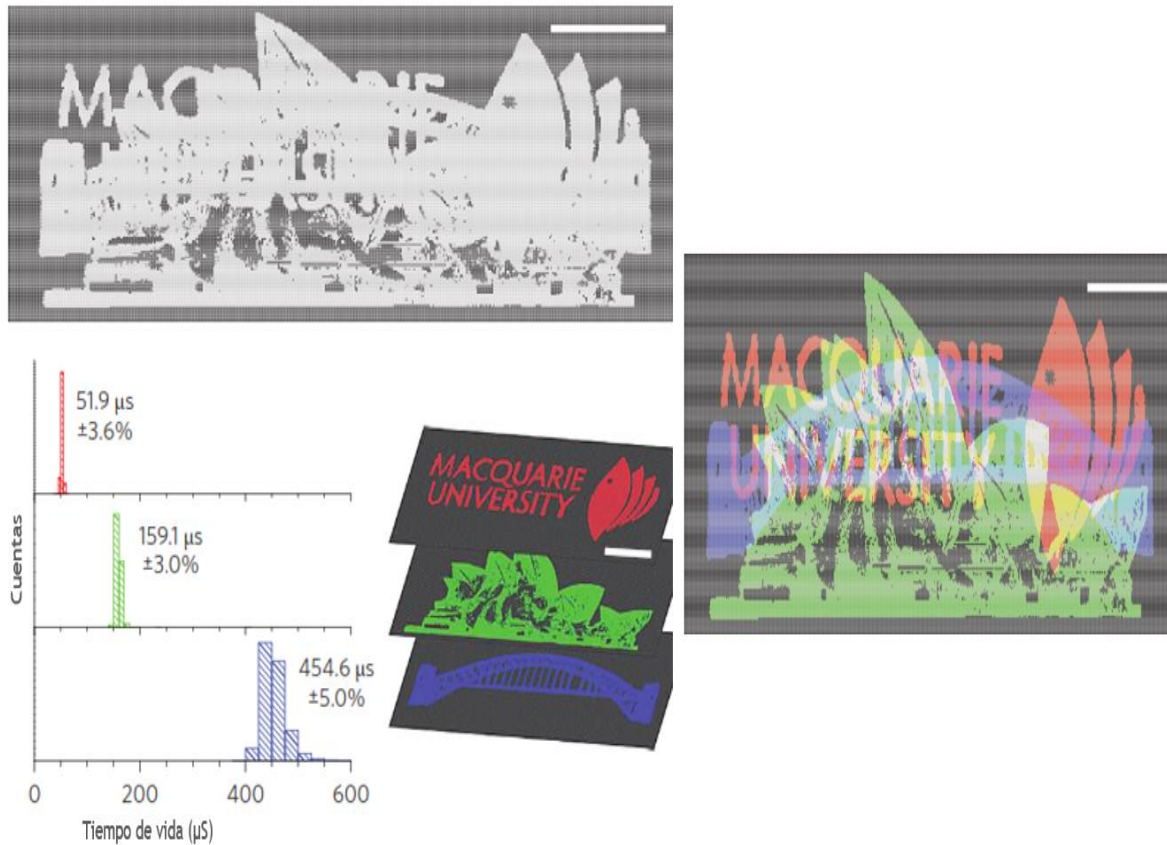 MACQUARIE
UNIVERSITY
51.9 µs
±3.6%
159.1 µs
±3.0%
454.6 µs
±5.0%
Cuentas
0 200 400 600
Tiempo de vida (µS)
MACQUARIE
UNIVERSITY
MACQUARIE
UNIVERSITY